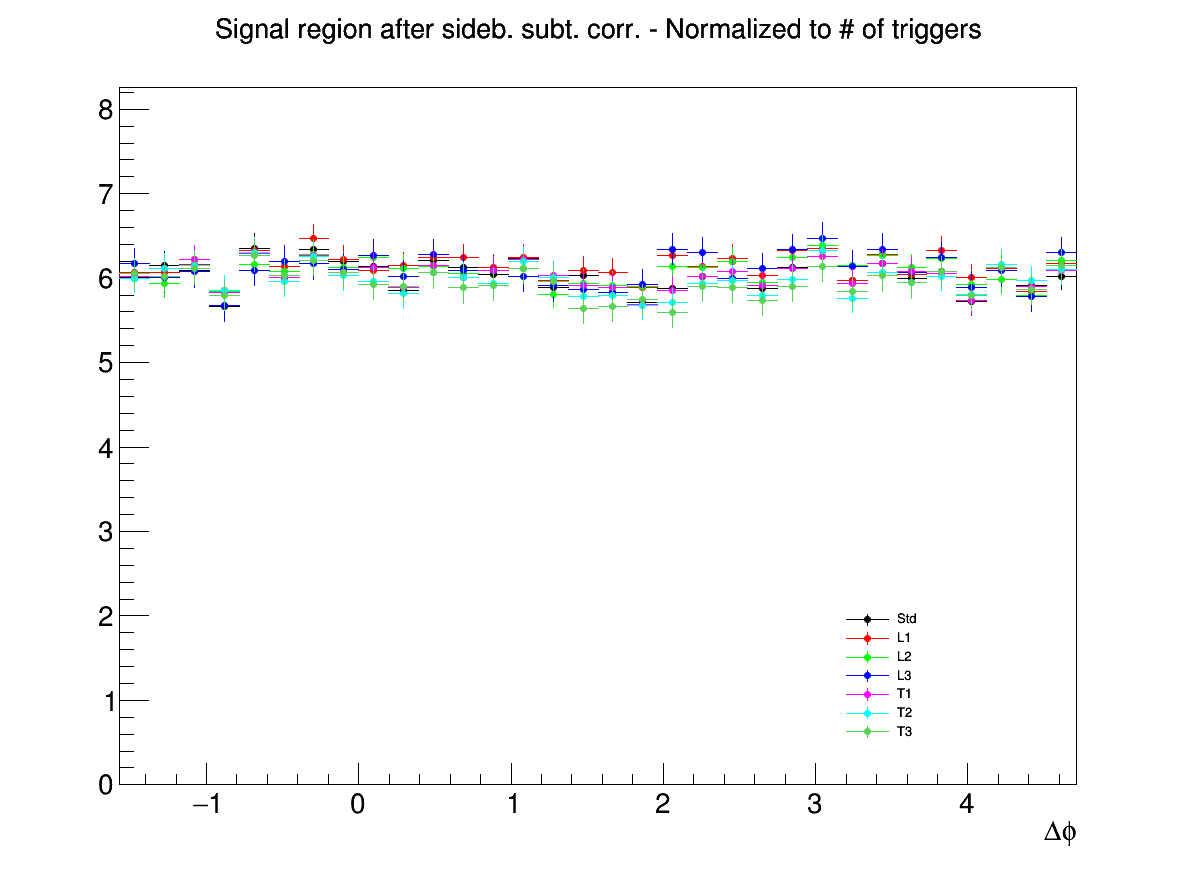 Signal region after sideb. subt. corr. - Normalized to # of triggers
8
7
6
5
4
3
2
1
0
Std
L1
L2
L3
T1
T2
T3
−1 0 1 2 3 4
Δϕ